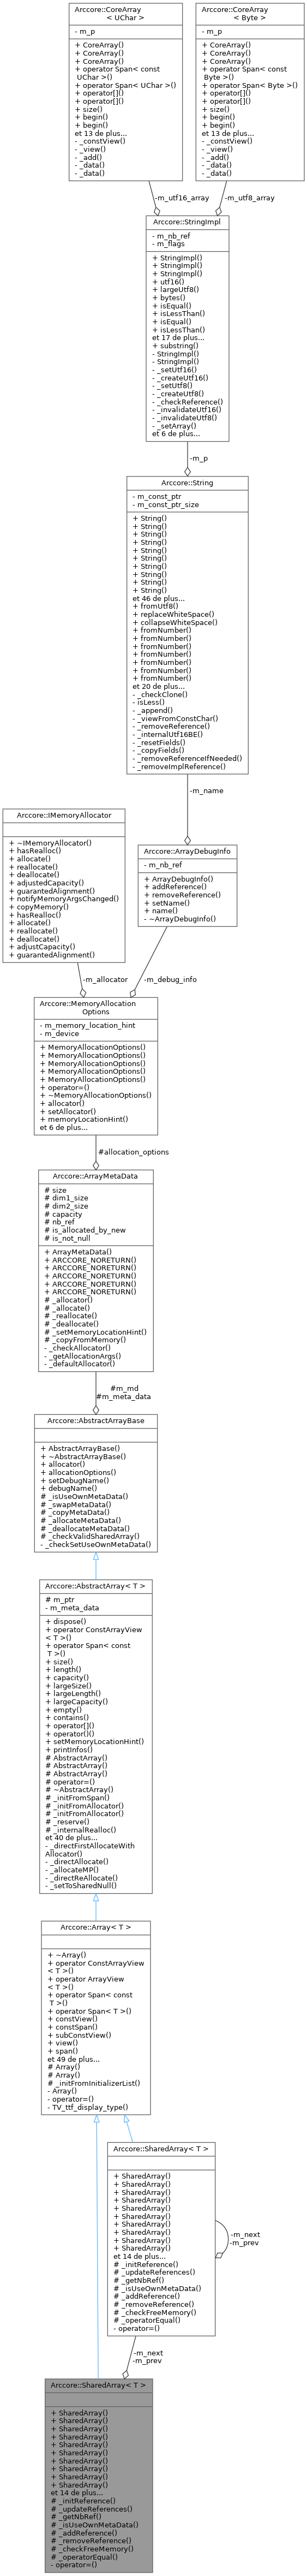 Arccore::CoreArray
< UChar >
- m_p
+ CoreArray()
+ CoreArray()
+ CoreArray()
+ operator Span< const
UChar >()
+ operator Span< UChar >()
+ operator[]()
+ operator[]()
+ size()
+ begin()
+ begin()
et 13 de plus...
- _constView()
- _view()
- _add()
- _data()
- _data()
Arccore::CoreArray
< Byte >
- m_p
+ CoreArray()
+ CoreArray()
+ CoreArray()
+ operator Span< const
Byte >()
+ operator Span< Byte >()
+ operator[]()
+ operator[]()
+ size()
+ begin()
+ begin()
et 13 de plus...
- _constView()
- _view()
- _add()
- _data()
- _data()
-m_utf16_array
-m_utf8_array
Arccore::StringImpl
- m_nb_ref
- m_flags
+ StringImpl()
+ StringImpl()
+ StringImpl()
+ utf16()
+ largeUtf8()
+ bytes()
+ isEqual()
+ isLessThan()
+ isEqual()
+ isLessThan()
et 17 de plus...
+ substring()
- StringImpl()
- StringImpl()
- _setUtf16()
- _createUtf16()
- _setUtf8()
- _createUtf8()
- _checkReference()
- _invalidateUtf16()
- _invalidateUtf8()
- _setArray()
et 6 de plus...
-m_p
Arccore::String
- m_const_ptr
- m_const_ptr_size
+ String()
+ String()
+ String()
+ String()
+ String()
+ String()
+ String()
+ String()
+ String()
+ String()
et 46 de plus...
+ fromUtf8()
+ replaceWhiteSpace()
+ collapseWhiteSpace()
+ fromNumber()
+ fromNumber()
+ fromNumber()
+ fromNumber()
+ fromNumber()
+ fromNumber()
+ fromNumber()
et 20 de plus...
- _checkClone()
- isLess()
- _append()
- _viewFromConstChar()
- _removeReference()
- _internalUtf16BE()
- _resetFields()
- _copyFields()
- _removeReferenceIfNeeded()
- _removeImplReference()
-m_name
Arccore::IMemoryAllocator
+ ~IMemoryAllocator()
+ hasRealloc()
+ allocate()
+ reallocate()
+ deallocate()
+ adjustedCapacity()
+ guarantedAlignment()
+ notifyMemoryArgsChanged()
+ copyMemory()
+ hasRealloc()
+ allocate()
+ reallocate()
+ deallocate()
+ adjustCapacity()
+ guarantedAlignment()
Arccore::ArrayDebugInfo
- m_nb_ref
+ ArrayDebugInfo()
+ addReference()
+ removeReference()
+ setName()
+ name()
- ~ArrayDebugInfo()
-m_allocator
-m_debug_info
Arccore::MemoryAllocation
Options
- m_memory_location_hint
- m_device
+ MemoryAllocationOptions()
+ MemoryAllocationOptions()
+ MemoryAllocationOptions()
+ MemoryAllocationOptions()
+ MemoryAllocationOptions()
+ operator=()
+ ~MemoryAllocationOptions()
+ allocator()
+ setAllocator()
+ memoryLocationHint()
et 6 de plus...
#allocation_options
Arccore::ArrayMetaData
# size
# dim1_size
# dim2_size
# capacity
# nb_ref
# is_allocated_by_new
# is_not_null
+ ArrayMetaData()
+ ARCCORE_NORETURN()
+ ARCCORE_NORETURN()
+ ARCCORE_NORETURN()
+ ARCCORE_NORETURN()
+ ARCCORE_NORETURN()
# _allocator()
# _allocate()
# _reallocate()
# _deallocate()
# _setMemoryLocationHint()
# _copyFromMemory()
- _checkAllocator()
- _getAllocationArgs()
- _defaultAllocator()
#m_md
#m_meta_data
Arccore::AbstractArrayBase
+ AbstractArrayBase()
+ ~AbstractArrayBase()
+ allocator()
+ allocationOptions()
+ setDebugName()
+ debugName()
# _isUseOwnMetaData()
# _swapMetaData()
# _copyMetaData()
# _allocateMetaData()
# _deallocateMetaData()
# _checkValidSharedArray()
- _checkSetUseOwnMetaData()
Arccore::AbstractArray< T >
# m_ptr
- m_meta_data
+ dispose()
+ operator ConstArrayView
< T >()
+ operator Span< const
T >()
+ size()
+ length()
+ capacity()
+ largeSize()
+ largeLength()
+ largeCapacity()
+ empty()
+ contains()
+ operator[]()
+ operator()()
+ setMemoryLocationHint()
+ printInfos()
# AbstractArray()
# AbstractArray()
# AbstractArray()
# operator=()
# ~AbstractArray()
# _initFromSpan()
# _initFromAllocator()
# _initFromAllocator()
# _reserve()
# _internalRealloc()
et 40 de plus...
- _directFirstAllocateWith
Allocator()
- _directAllocate()
- _allocateMP()
- _directReAllocate()
- _setToSharedNull()
Arccore::Array< T >
+ ~Array()
+ operator ConstArrayView
< T >()
+ operator ArrayView
< T >()
+ operator Span< const
T >()
+ operator Span< T >()
+ constView()
+ constSpan()
+ subConstView()
+ view()
+ span()
et 49 de plus...
# Array()
# Array()
# _initFromInitializerList()
- Array()
- operator=()
- TV_ttf_display_type()
Arccore::SharedArray< T >
+ SharedArray()
+ SharedArray()
+ SharedArray()
+ SharedArray()
+ SharedArray()
+ SharedArray()
+ SharedArray()
+ SharedArray()
+ SharedArray()
+ SharedArray()
et 14 de plus...
# _initReference()
# _updateReferences()
# _getNbRef()
# _isUseOwnMetaData()
# _addReference()
# _removeReference()
# _checkFreeMemory()
# _operatorEqual()
- operator=()
-m_next
-m_prev
-m_next
-m_prev
Arccore::SharedArray< T >
+ SharedArray()
+ SharedArray()
+ SharedArray()
+ SharedArray()
+ SharedArray()
+ SharedArray()
+ SharedArray()
+ SharedArray()
+ SharedArray()
+ SharedArray()
et 14 de plus...
# _initReference()
# _updateReferences()
# _getNbRef()
# _isUseOwnMetaData()
# _addReference()
# _removeReference()
# _checkFreeMemory()
# _operatorEqual()
- operator=()